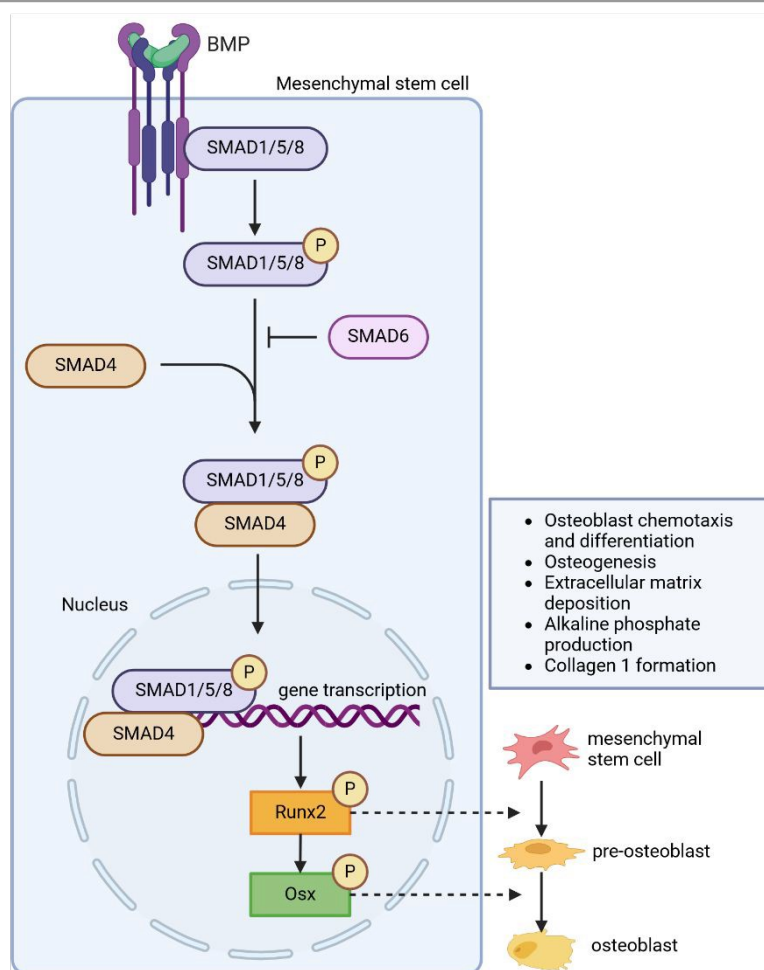 BMP
Mesenchymal stem cell
SMAD1/5/8
P
SMAD1/5/8
SMAD6
SMAD4
P
SMAD1/5/8
SMAD4
• Osteoblast chemotaxis
and differentiation
• Osteogenesis
• Extracellular matrix
deposition
• Alkaline phosphate
production
• Collagen 1 formation
Nucleus
P
SMAD1/5/8
gene transcription
SMAD4
mesenchymal
stem cell
P
Runx2
pre-osteoblast
P
Osx
osteoblast